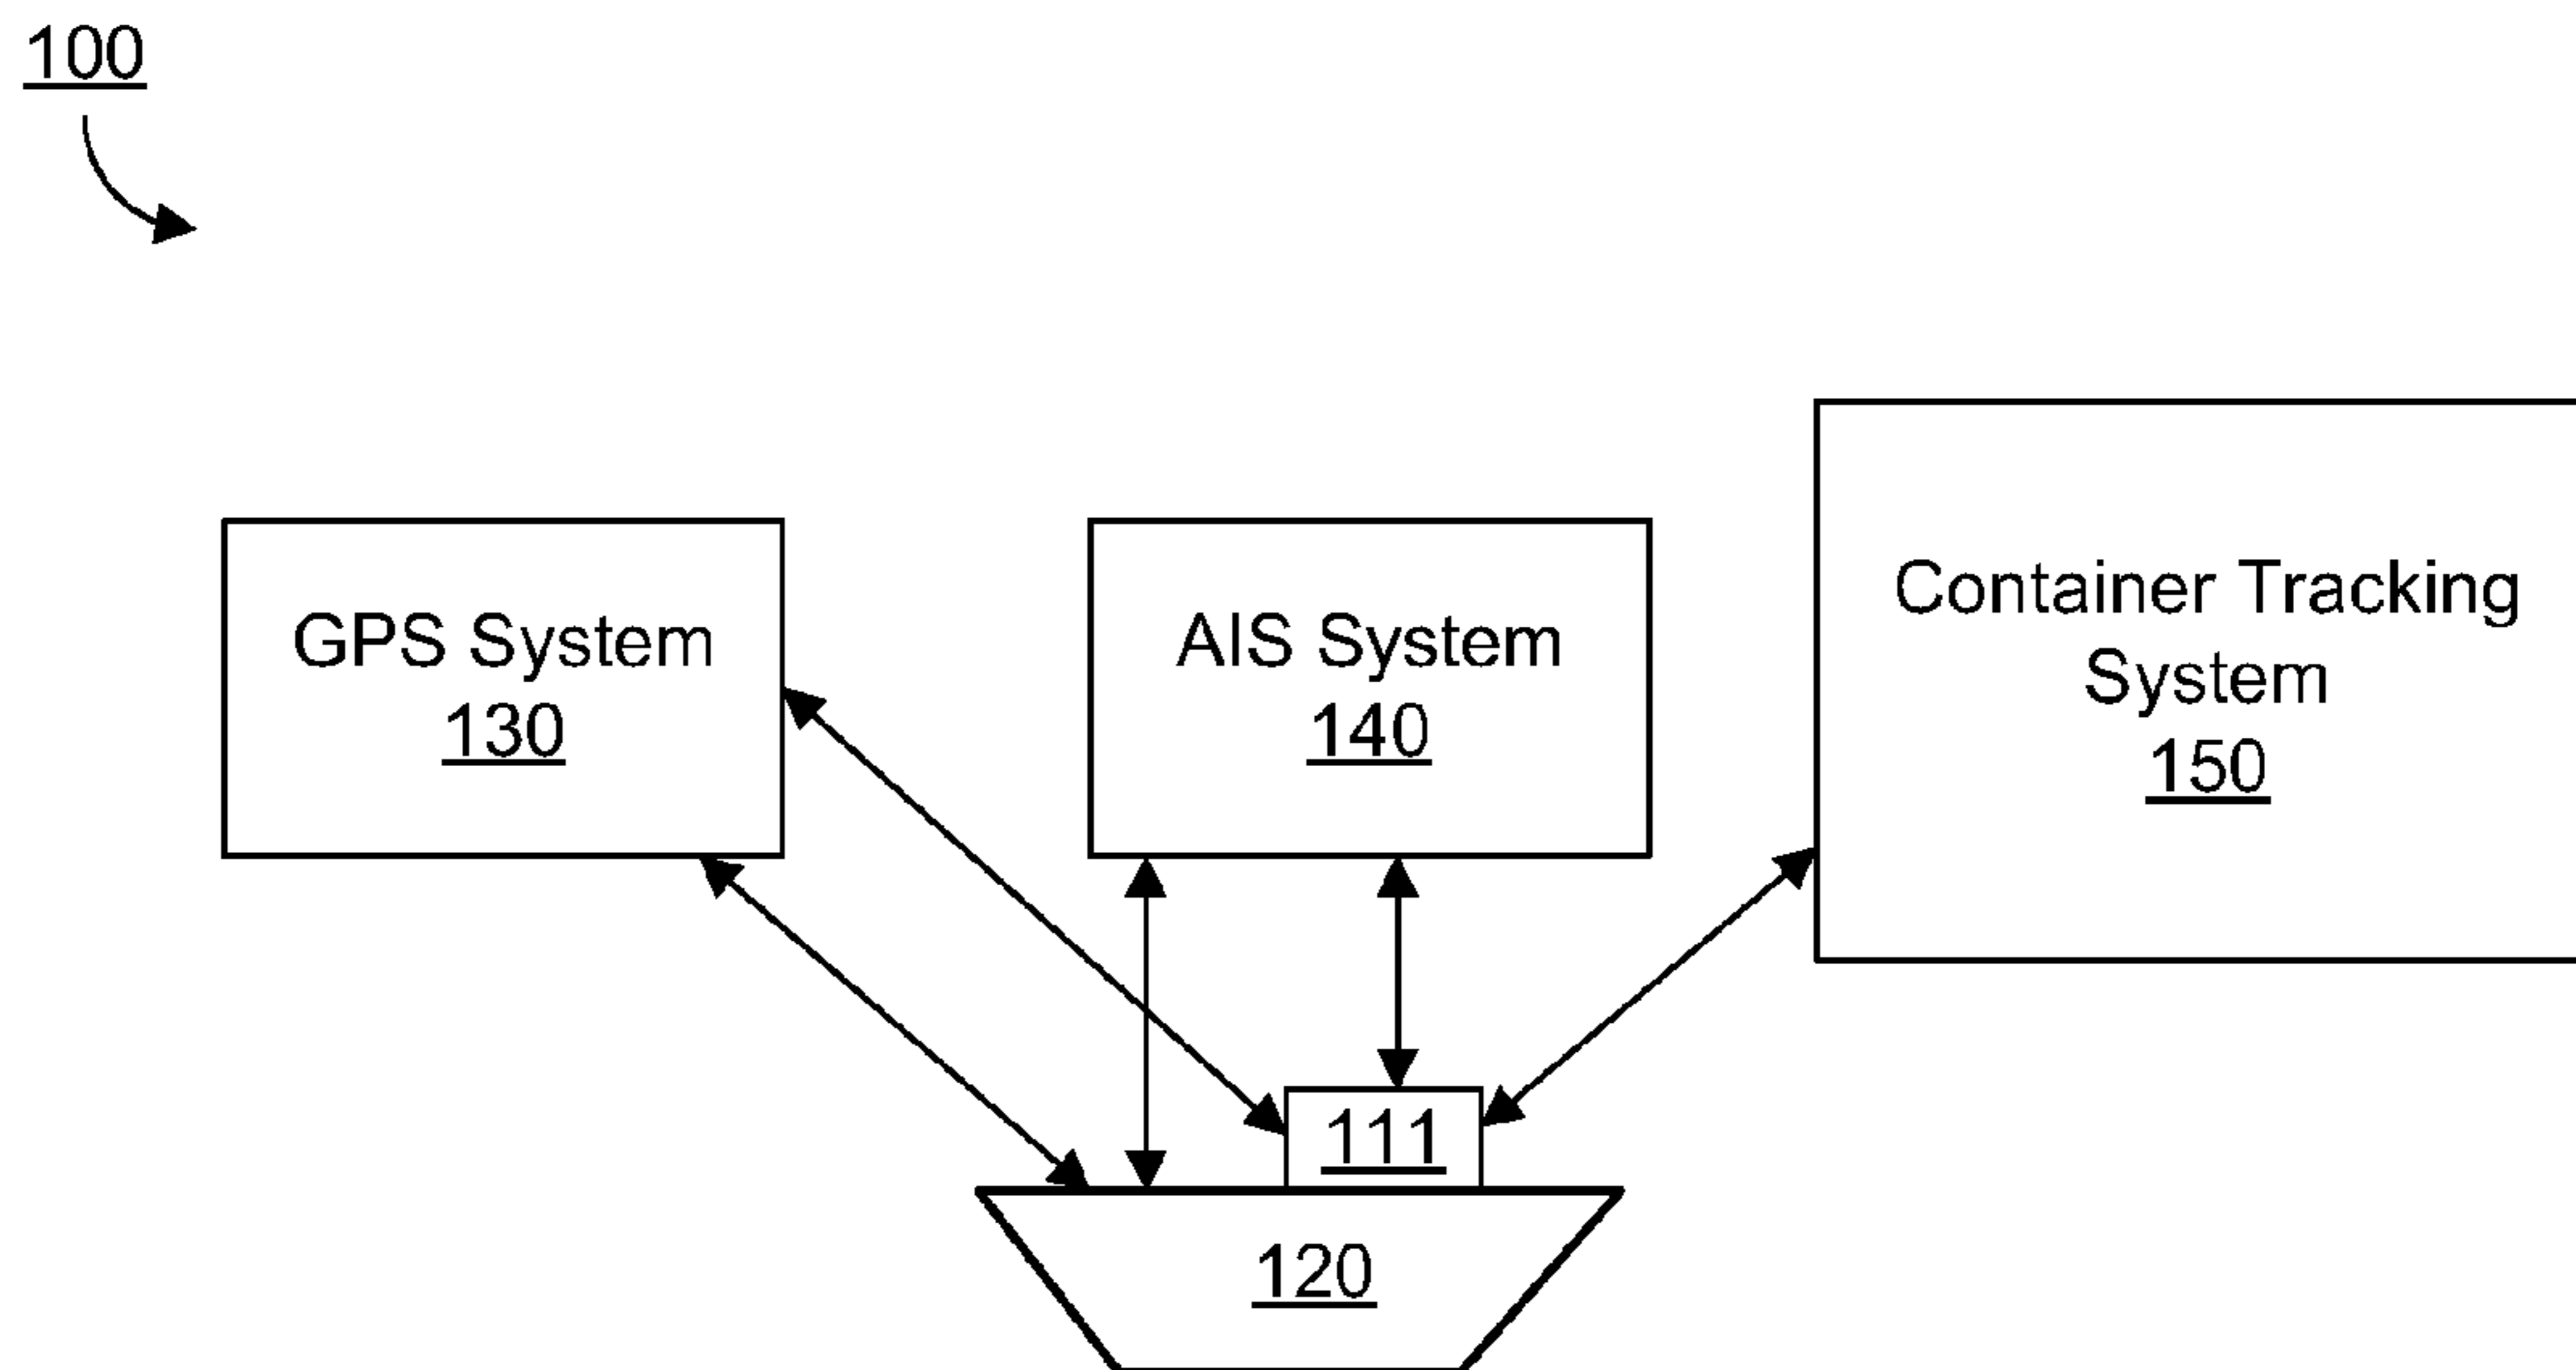 100
GPS System
130
AIS System
140
Container Tracking
System
150
111
120